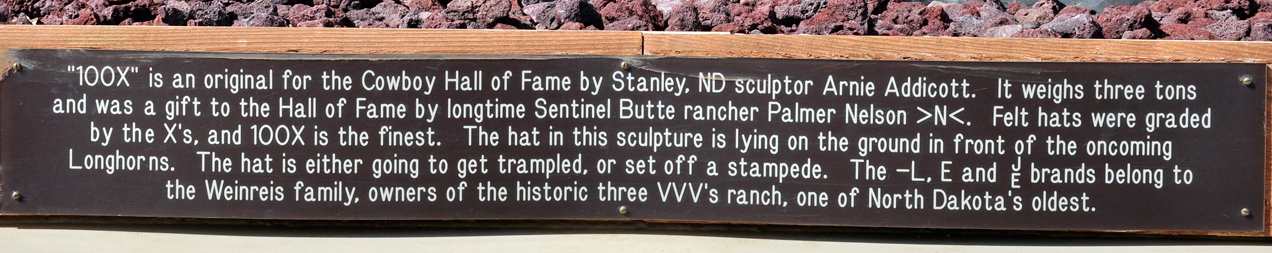 "100X" is an original for the Cowboy Hall of Fame by Stanley, ND sculptor Arnie Addicott. It weighs three tons
and was a gift to the Hall of Fame by longtime Sentinel Butte rancher Palmer Nelson >N<. Felt hats were graded
by the X's, and 100X is the finest. The hat in this sculpture is lying on the ground in front of the oncoming
Longhorns. The hat is either going to get trampled, or set off a stampede. The –L, E and J E brands belong to
the Weinreis family, owners of the historic three VVV's ranch, one of North Dakota's oldest.